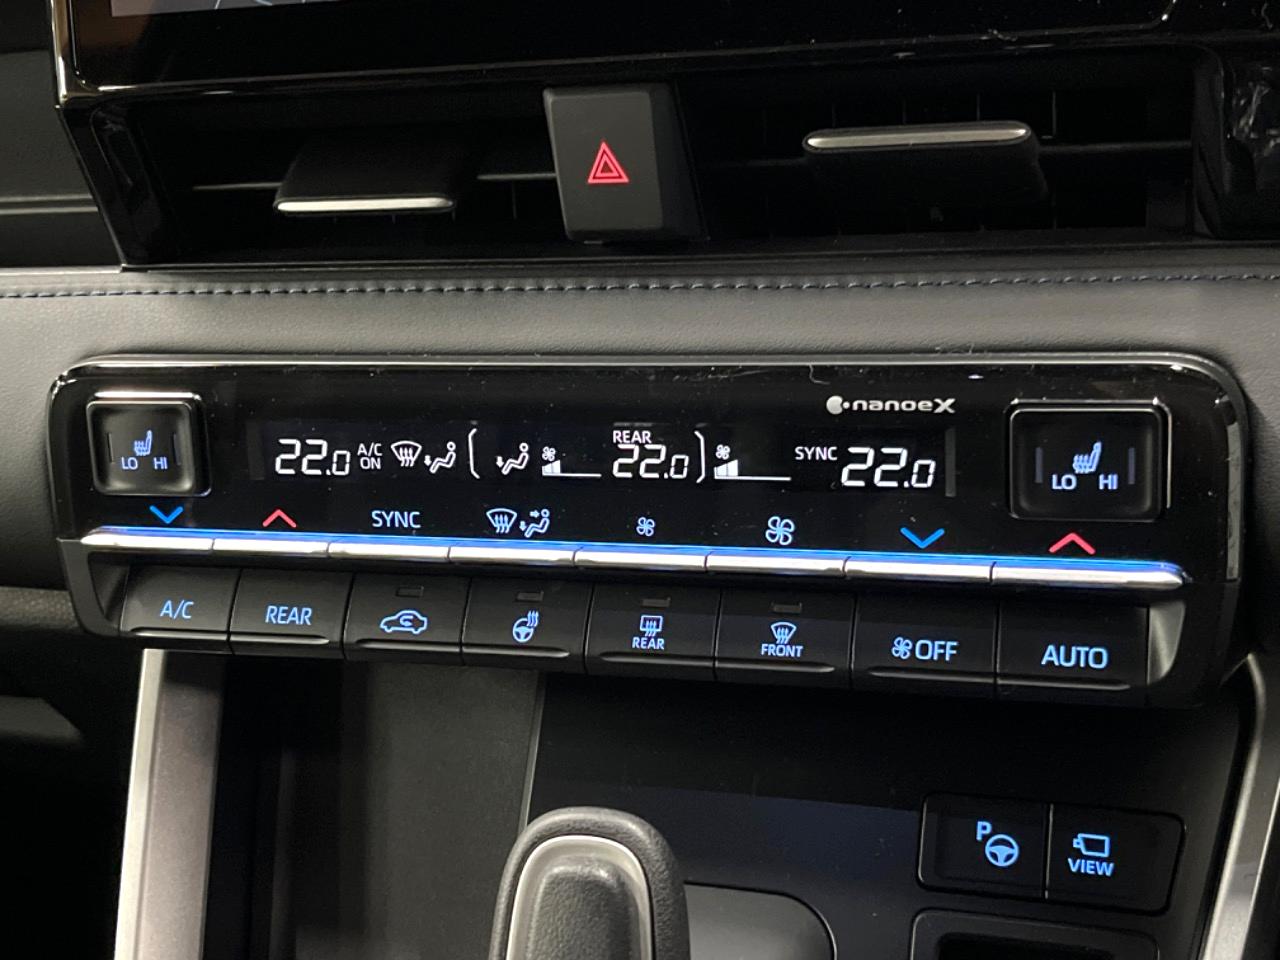 nanoeX
LO HI
22.0 A/C ON
REAR 22.0
SYNC 22.0
LO HI
SYNC
A/C
REAR
REAR
FRONT
OFF
AUTO
P
VIEW